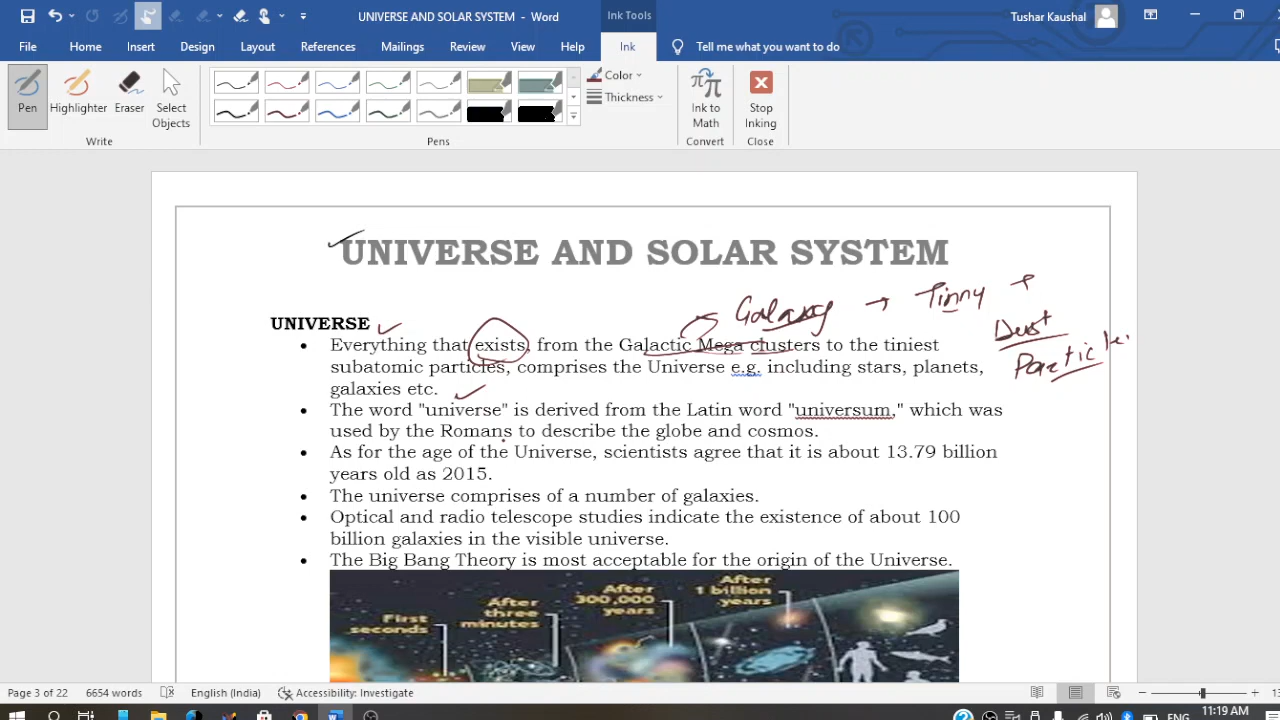 UNIVERSE AND SOLAR SYSTEM - Word
Ink Tools
Tushar Kaushal
File Home Insert Design Layout References Mailings Review View Help Ink Tell me what you want to do
Pen
Highlighter
Eraser
Select Objects
Color
Thickness
Ink to Math
Stop Inking
Write
Pens
Convert
Close
UNIVERSE AND SOLAR SYSTEM
Galaxy → Tinny
Dust
Particle
UNIVERSE
• Everything that exists, from the Galactic Mega clusters to the tiniest
subatomic particles, comprises the Universe e.g. including stars, planets,
galaxies etc.
• The word "universe" is derived from the Latin word "universum," which was
used by the Romans to describe the globe and cosmos.
• As for the age of the Universe, scientists agree that it is about 13.79 billion
years old as 2015.
• The universe comprises of a number of galaxies.
• Optical and radio telescope studies indicate the existence of about 100
billion galaxies in the visible universe.
• The Big Bang Theory is most acceptable for the origin of the Universe.
First seconds
After three minutes
After 300,000 years
After 1 billion years
Page 3 of 22 6654 words English (India) Accessibility: Investigate
ENG 11:19 AM